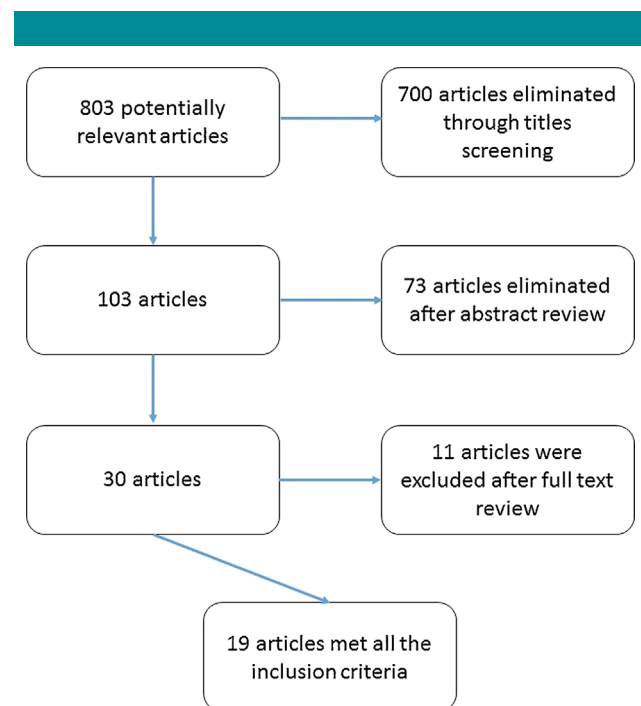 803 potentially
relevant articles
700 articles eliminated
through titles
screening
103 articles
73 articles eliminated
after abstract review
30 articles
11 articles were
excluded after full text
review
19 articles met all the
inclusion criteria